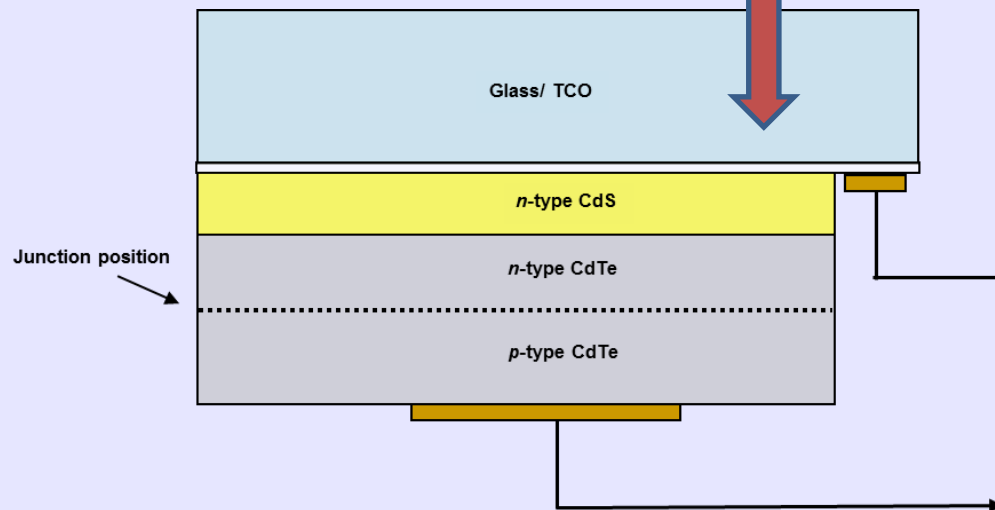 Glass/ TCO
n-type CdS
Junction position
n-type CdTe
p-type CdTe